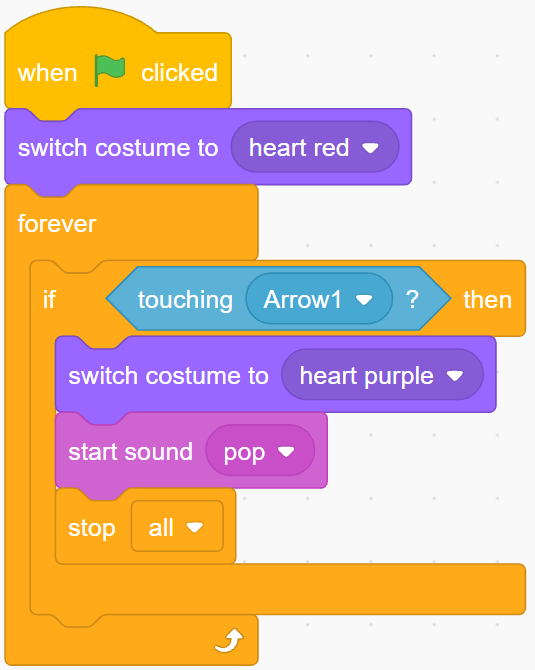 when clicked
switch costume to heart red
forever
if touching Arrow1 ? then
switch costume to heart purple
start sound pop
stop all